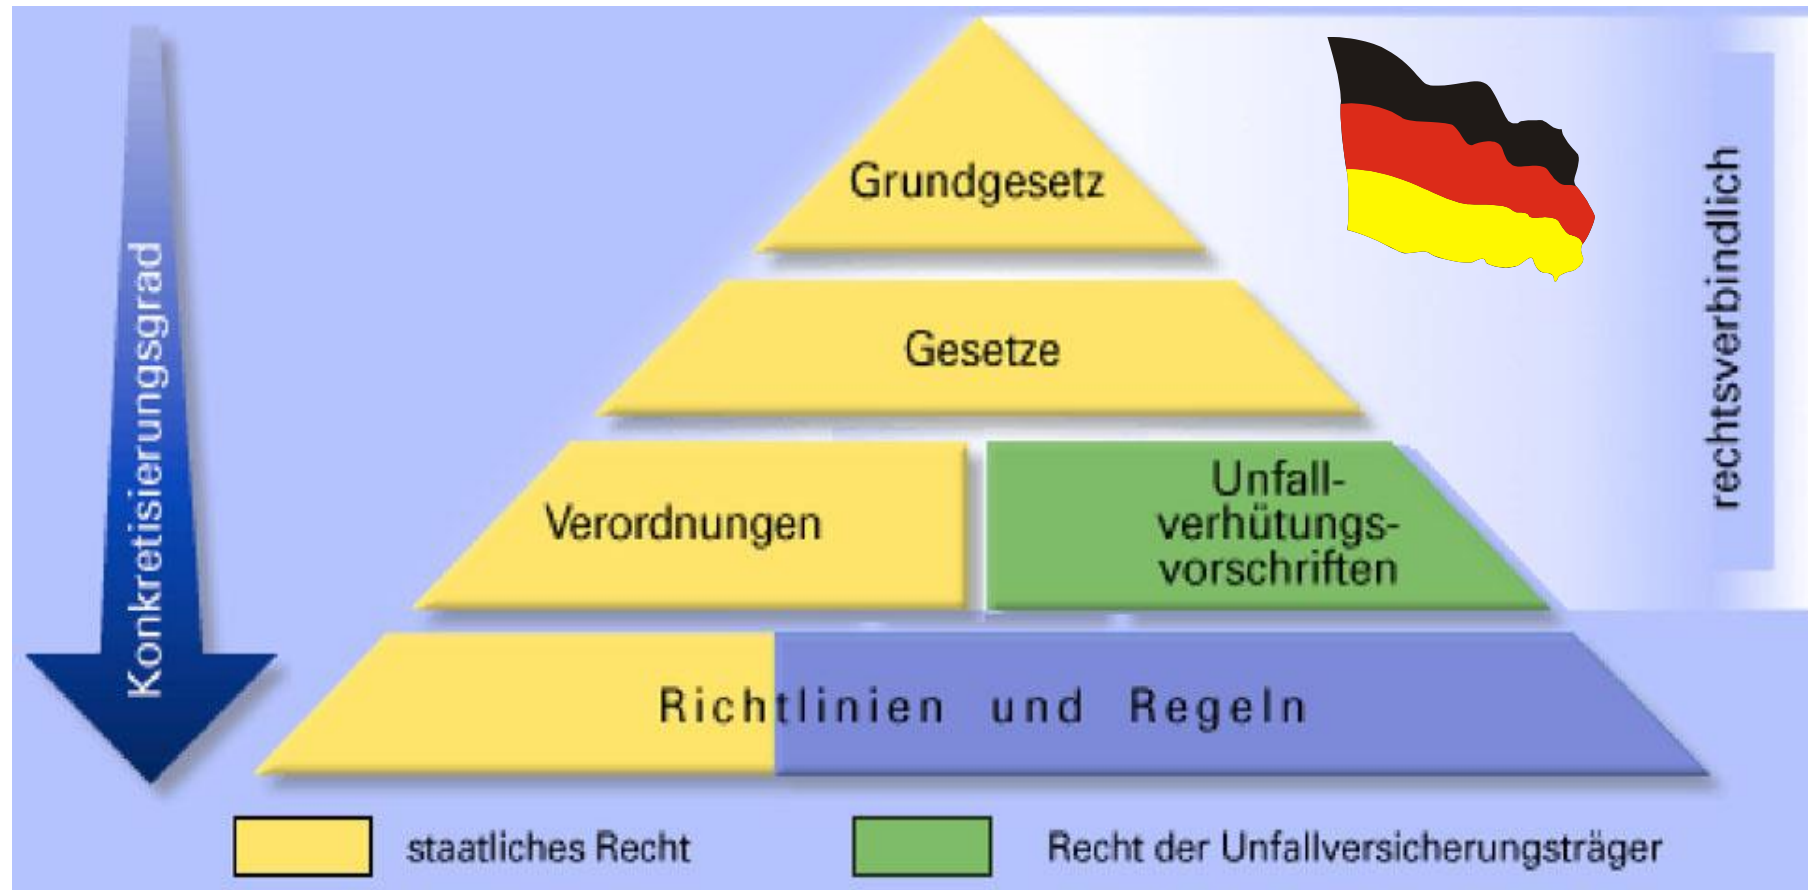 Grundgesetz
Gesetze
Verordnungen
Unfall-
verhütungs-
vorschriften
Richtlinien und Regeln
Konkretisierungsgrad
rechtsverbindlich
staatliches Recht
Recht der Unfallversicherungsträger